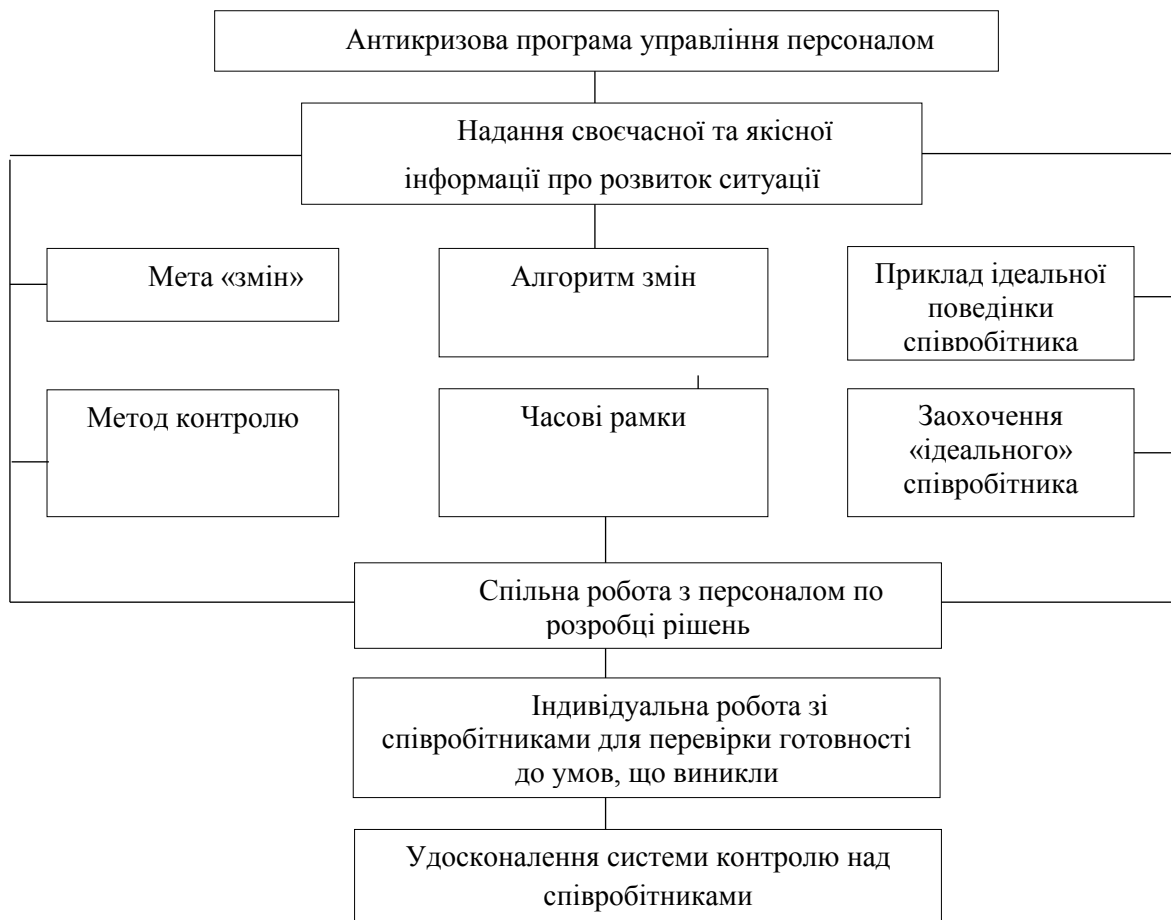 Антикризова програма управління персоналом
Надання своєчасної та якісної
інформації про розвиток ситуації
Мета «змін»
Алгоритм змін
Приклад ідеальної
поведінки
співробітника
Метод контролю
Часові рамки
Заохочення
«ідеального»
співробітника
Спільна робота з персоналом по
розробці рішень
Індивідуальна робота зі
співробітниками для перевірки готовності
до умов, що виникли
Удосконалення системи контролю над
співробітниками